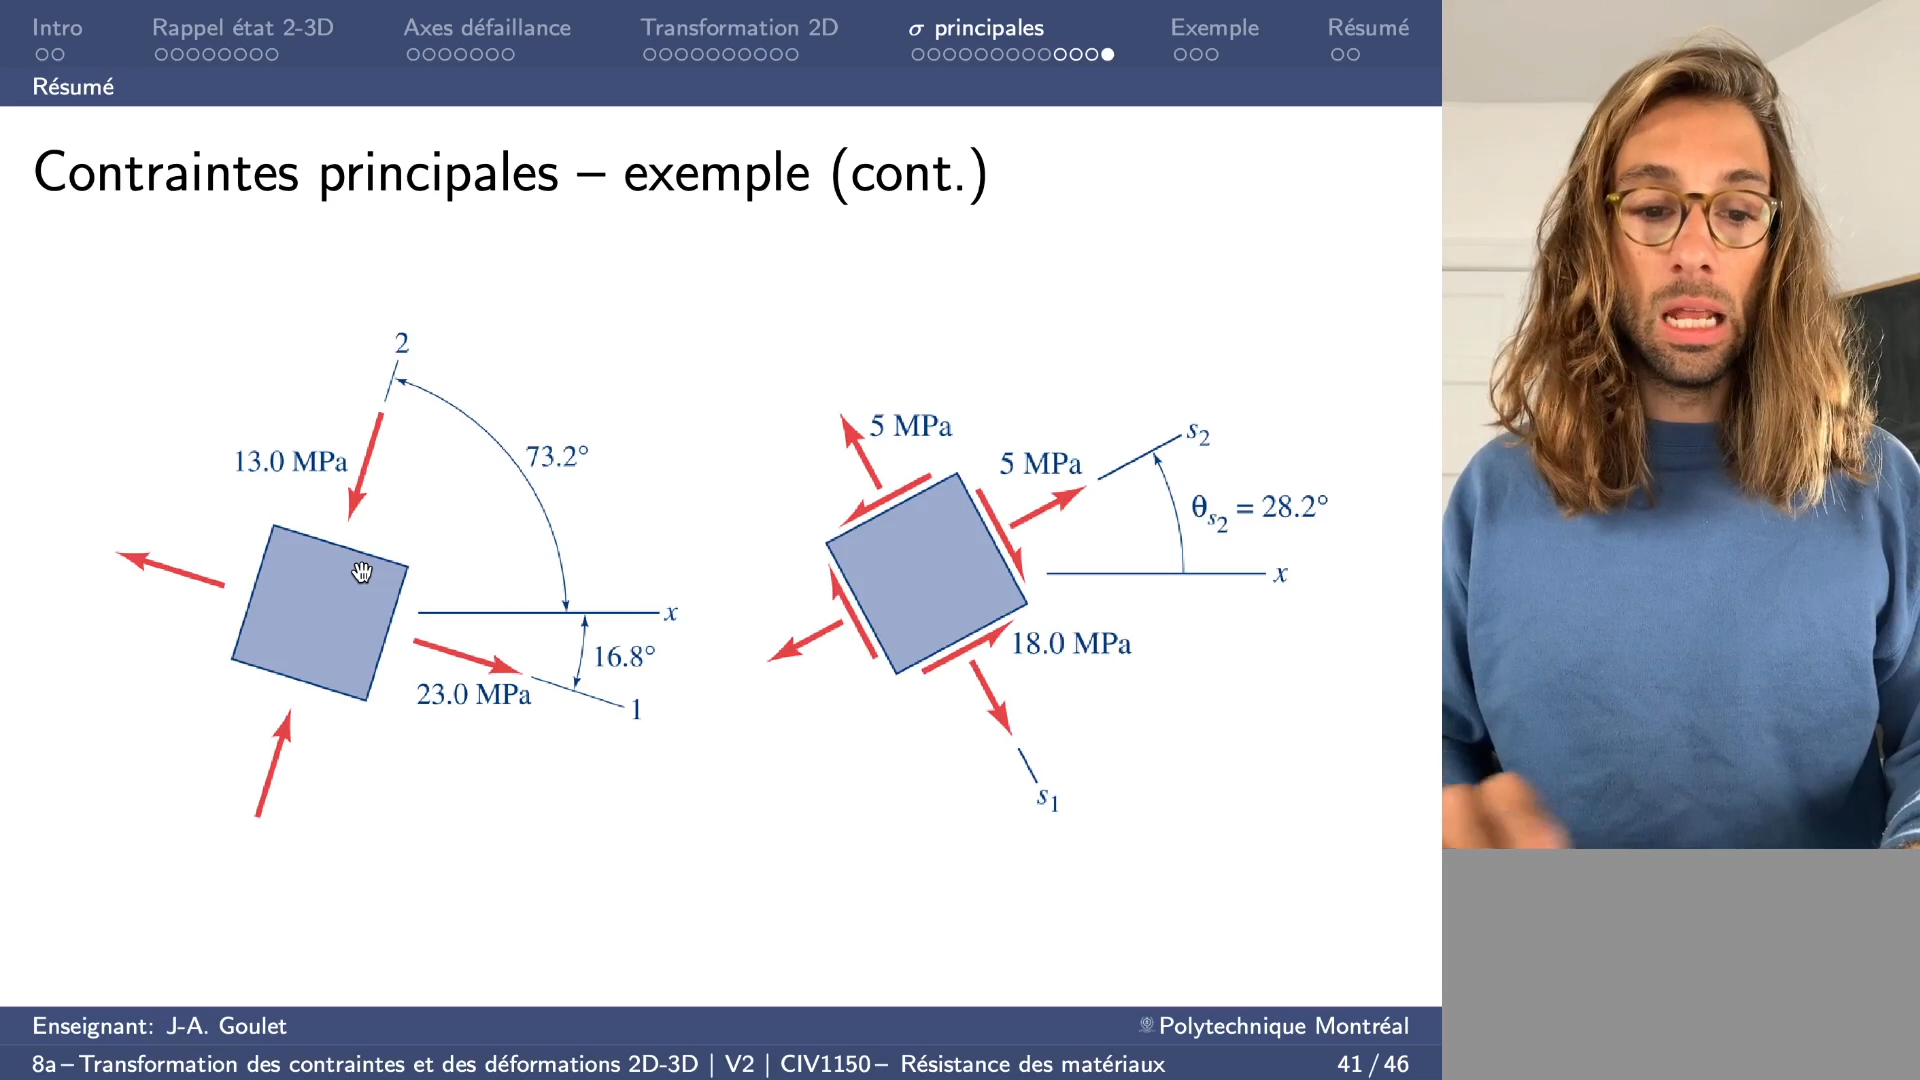 Intro Rappel état 2-3D Axes défaillance Transformation 2D σ principales Exemple Résumé
Résumé
Contraintes principales – exemple (cont.)
2
13.0 MPa
73.2°
x
16.8°
23.0 MPa
1
5 MPa
5 MPa
s2
θs2 = 28.2°
x
18.0 MPa
s1
Enseignant: J-A. Goulet Polytechnique Montréal
8a – Transformation des contraintes et des déformations 2D-3D | V2 | CIV1150 – Résistance des matériaux 41 / 46